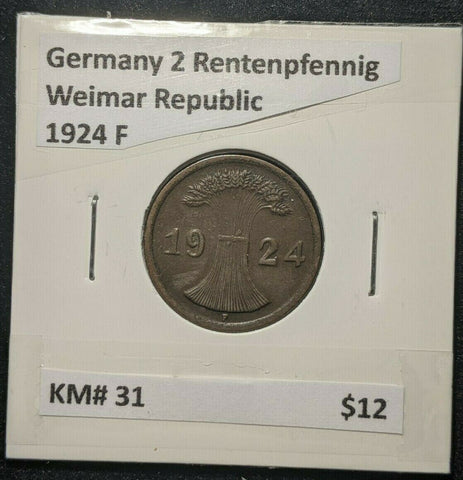 Germany 2 Rentenpfennig
Weimar Republic
1924 F
19 24
F
KM# 31
$12